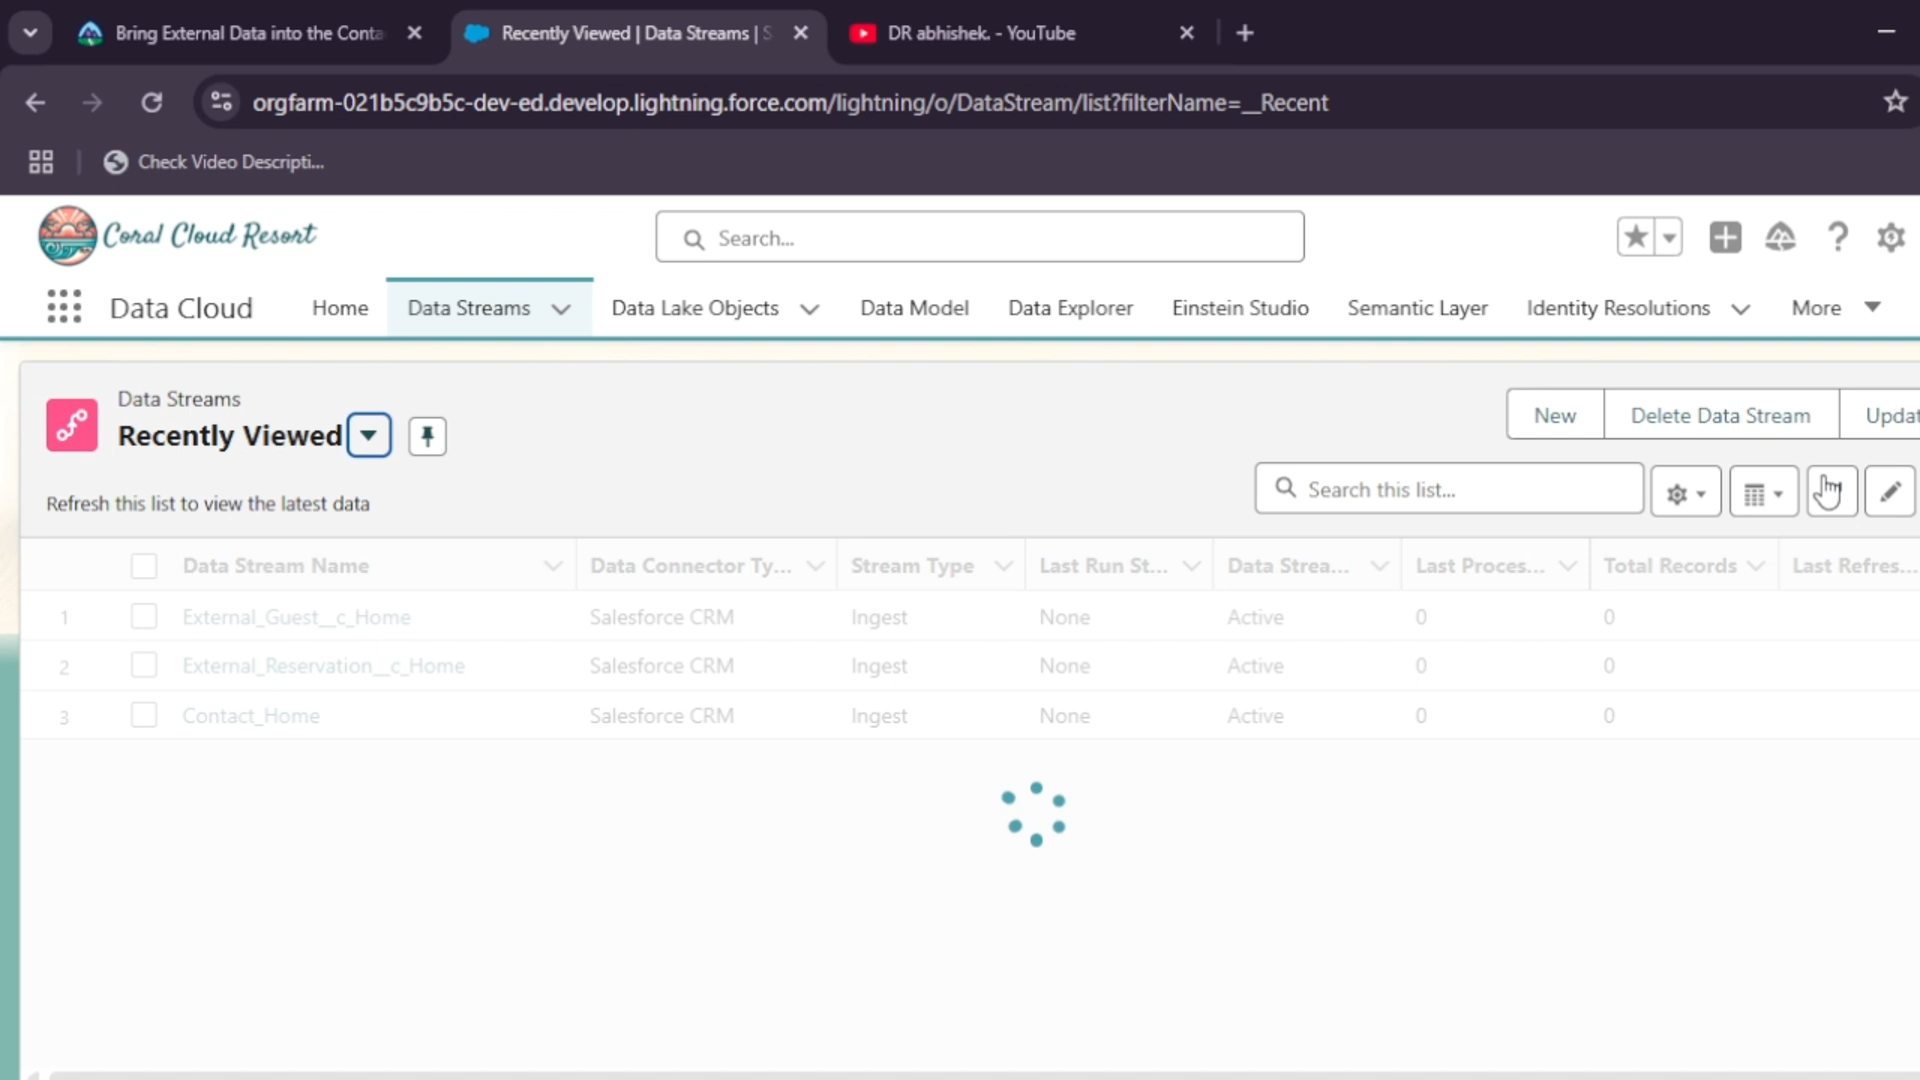 Bring External Data into the Conta
Recently Viewed | Data Streams | S
DR abhishek. - YouTube
orgfarm-021b5c9b5c-dev-ed.develop.lightning.force.com/lightning/o/DataStream/list?filterName=__Recent
Check Video Descripti...
Coral Cloud Resort
Search...
Data Cloud
Home
Data Streams
Data Lake Objects
Data Model
Data Explorer
Einstein Studio
Semantic Layer
Identity Resolutions
More
Data Streams
Recently Viewed
New
Delete Data Stream
Updat
Refresh this list to view the latest data
Search this list...
Data Stream Name
Data Connector Ty...
Stream Type
Last Run St...
Data Strea...
Last Proces...
Total Records
Last Refres...
1 External_Guest__c_Home Salesforce CRM Ingest None Active 0 0
2 External_Reservation__c_Home Salesforce CRM Ingest None Active 0 0
3 Contact_Home Salesforce CRM Ingest None Active 0 0